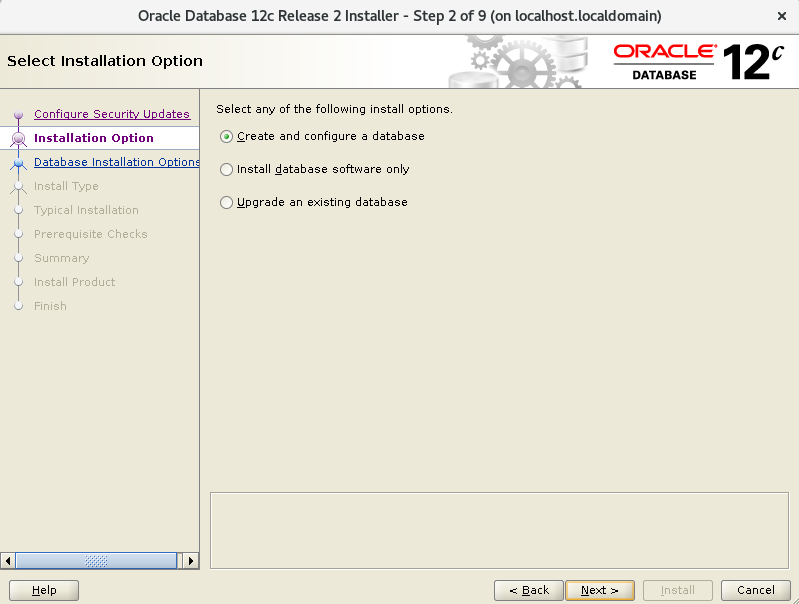 Oracle Database 12c Release 2 Installer - Step 2 of 9 (on localhost.localdomain)
Select Installation Option
ORACLE
DATABASE
12c
Configure Security Updates
Installation Option
Database Installation Options
Install Type
Typical Installation
Prerequisite Checks
Summary
Install Product
Finish
Select any of the following install options.
Create and configure a database
Install database software only
Upgrade an existing database
Help
< Back
Next >
Install
Cancel